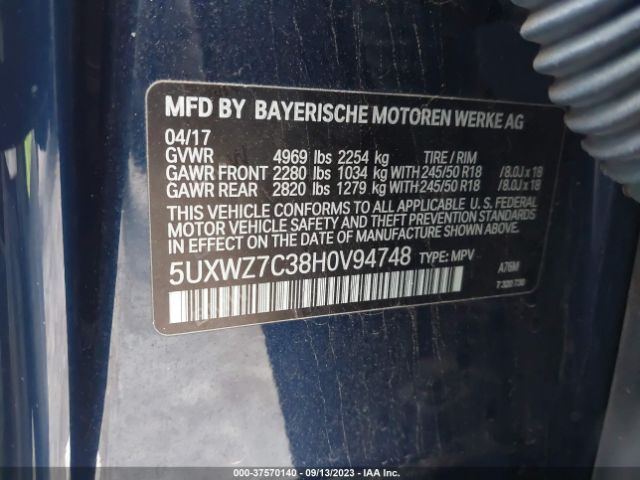 MFD BY BAYERISCHE MOTOREN WERKE AG
04/17
GVWR 4969 lbs 2254 kg TIRE / RIM
GAWR FRONT 2280 lbs 1034 kg WITH 245/50 R18 / 8.0J x 18
GAWR REAR 2820 lbs 1279 kg WITH 245/50 R18 / 8.0J x 18
THIS VEHICLE CONFORMS TO ALL APPLICABLE U. S. FEDERAL
MOTOR VEHICLE SAFETY AND THEFT PREVENTION STANDARDS
IN EFFECT ON THE DATE OF MANUFACTURE SHOWN ABOVE.
5UXWZ7C38H0V94748 TYPE: MPV
A76M
7 320 730
000-37570140 - 09/13/2023 - IAA Inc.